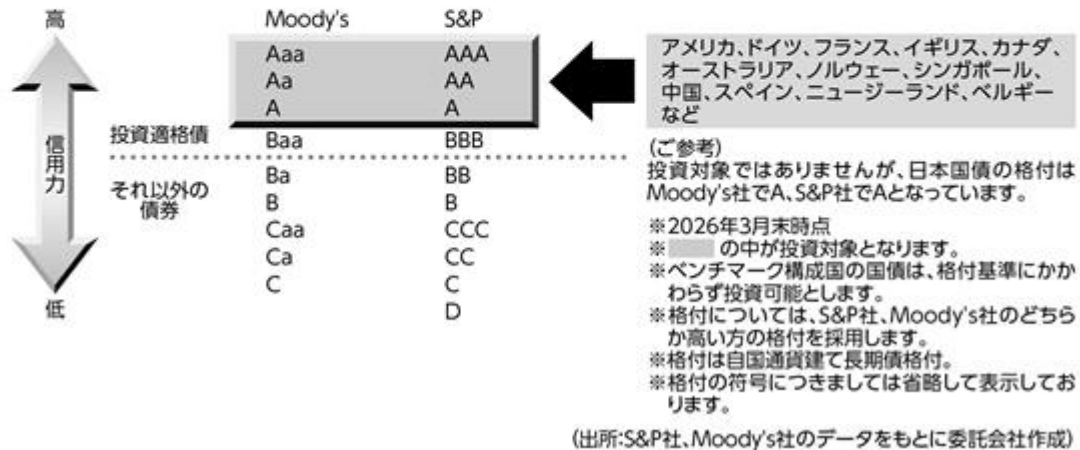 高
信用力
低
Moody's S&P
Aaa AAA
Aa AA
A A
投資適格債 Baa BBB
それ以外の
債券
Ba BB
B B
Caa CCC
Ca CC
C C
D
アメリカ、ドイツ、フランス、イギリス、カナダ、
オーストラリア、ノルウェー、シンガポール、
中国、スペイン、ニュージーランド、ベルギー
など
(ご参考)
投資対象ではありませんが、日本国債の格付は
Moody's社でA、S&P社でAとなっています。
※2026年3月末時点
※ の中が投資対象となります。
※ベンチマーク構成国の国債は、格付基準にかか
わらず投資可能とします。
※格付については、S&P社、Moody's社のどちら
か高い方の格付を採用します。
※格付は自国通貨建て長期債格付。
※格付の符号につきましては省略して表示してお
ります。
(出所:S&P社、Moody's社のデータをもとに委託会社作成)